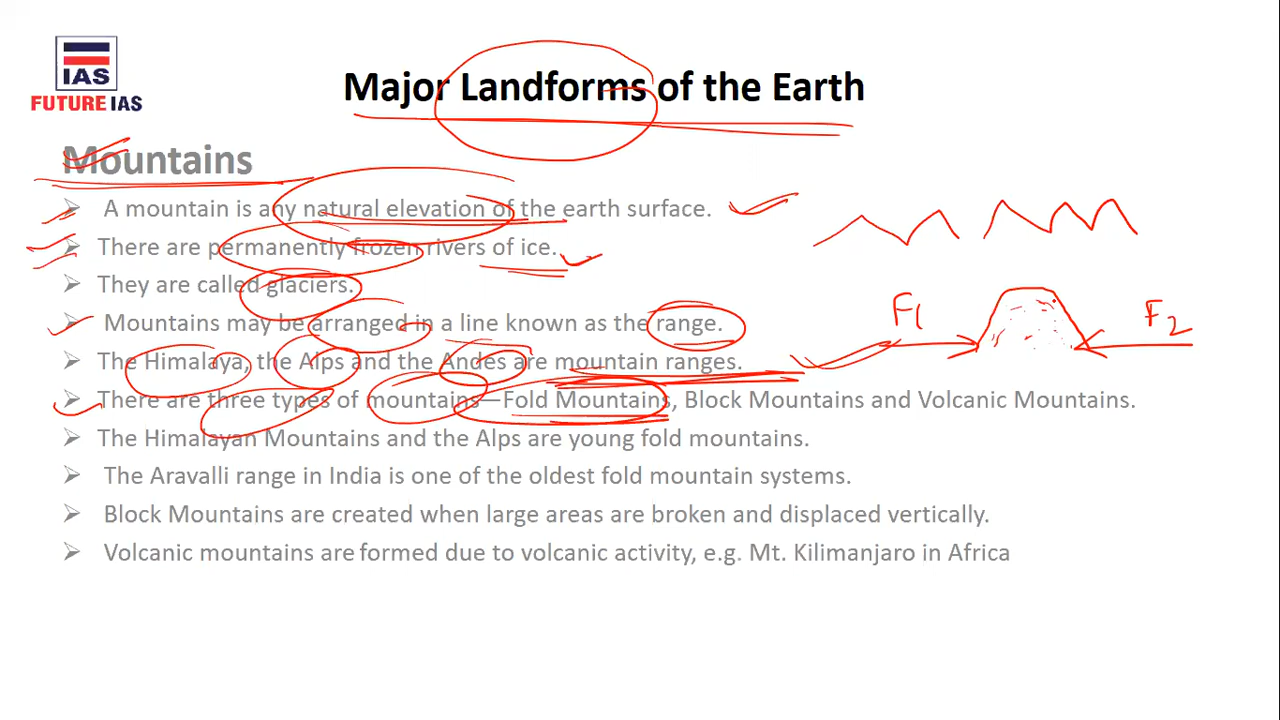 IAS
FUTURE IAS
Major Landforms of the Earth
Mountains
A mountain is any natural elevation of the earth surface.
There are permanently frozen rivers of ice.
They are called glaciers.
F1
F2
Mountains may be arranged in a line known as the range.
The Himalaya, the Alps and the Andes are mountain ranges.
There are three types of mountains—Fold Mountains, Block Mountains and Volcanic Mountains.
The Himalayan Mountains and the Alps are young fold mountains.
The Aravalli range in India is one of the oldest fold mountain systems.
Block Mountains are created when large areas are broken and displaced vertically.
Volcanic mountains are formed due to volcanic activity, e.g. Mt. Kilimanjaro in Africa